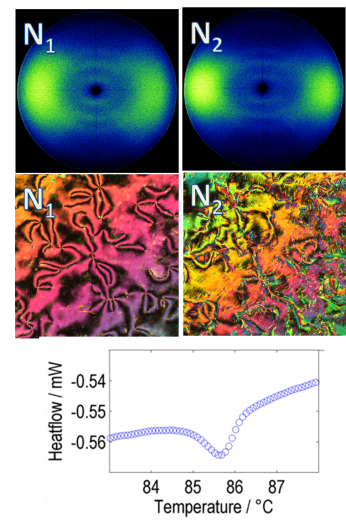 N1
N2
N1
N2
-0.54
-0.55
-0.56
Heatflow / mW
84
85
86
87
Temperature / °C